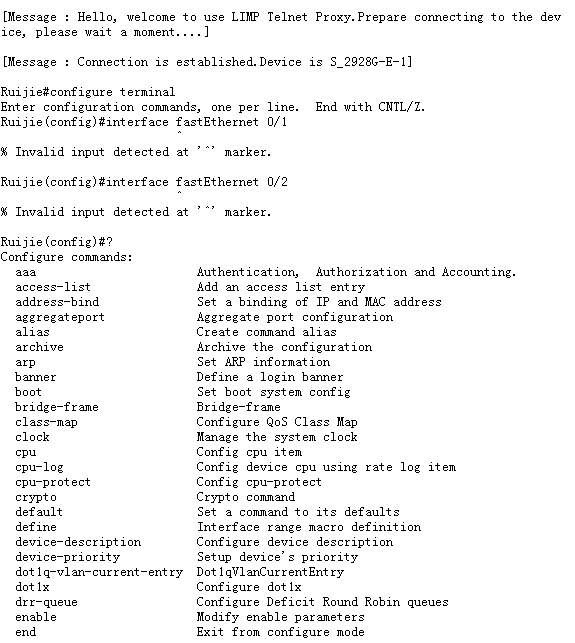 [Message : Hello, welcome to use LIMP Telnet Proxy.Prepare connecting to the dev
ice, please wait a moment....]
[Message : Connection is established.Device is S_2928G-E-1]
Ruijie#configure terminal
Enter configuration commands, one per line.  End with CNTL/Z.
Ruijie(config)#interface fastEthernet 0/1
^
% Invalid input detected at '^' marker.
Ruijie(config)#interface fastEthernet 0/2
^
% Invalid input detected at '^' marker.
Ruijie(config)#?
Configure commands:
aaa Authentication,  Authorization and Accounting.
access-list Add an access list entry
address-bind Set a binding of IP and MAC address
aggregateport Aggregate port configuration
alias Create command alias
archive Archive the configuration
arp Set ARP information
banner Define a login banner
boot Set boot system config
bridge-frame Bridge-frame
class-map Configure QoS Class Map
clock Manage the system clock
cpu Config cpu item
cpu-log Config device cpu using rate log item
cpu-protect Config cpu-protect
crypto Crypto command
default Set a command to its defaults
define Interface range macro definition
device-description Configure device description
device-priority Setup device's priority
dot1q-vlan-current-entry Dot1qVlanCurrentEntry
dot1x Configure dot1x
drr-queue Configure Deficit Round Robin queues
enable Modify enable parameters
end Exit from configure mode